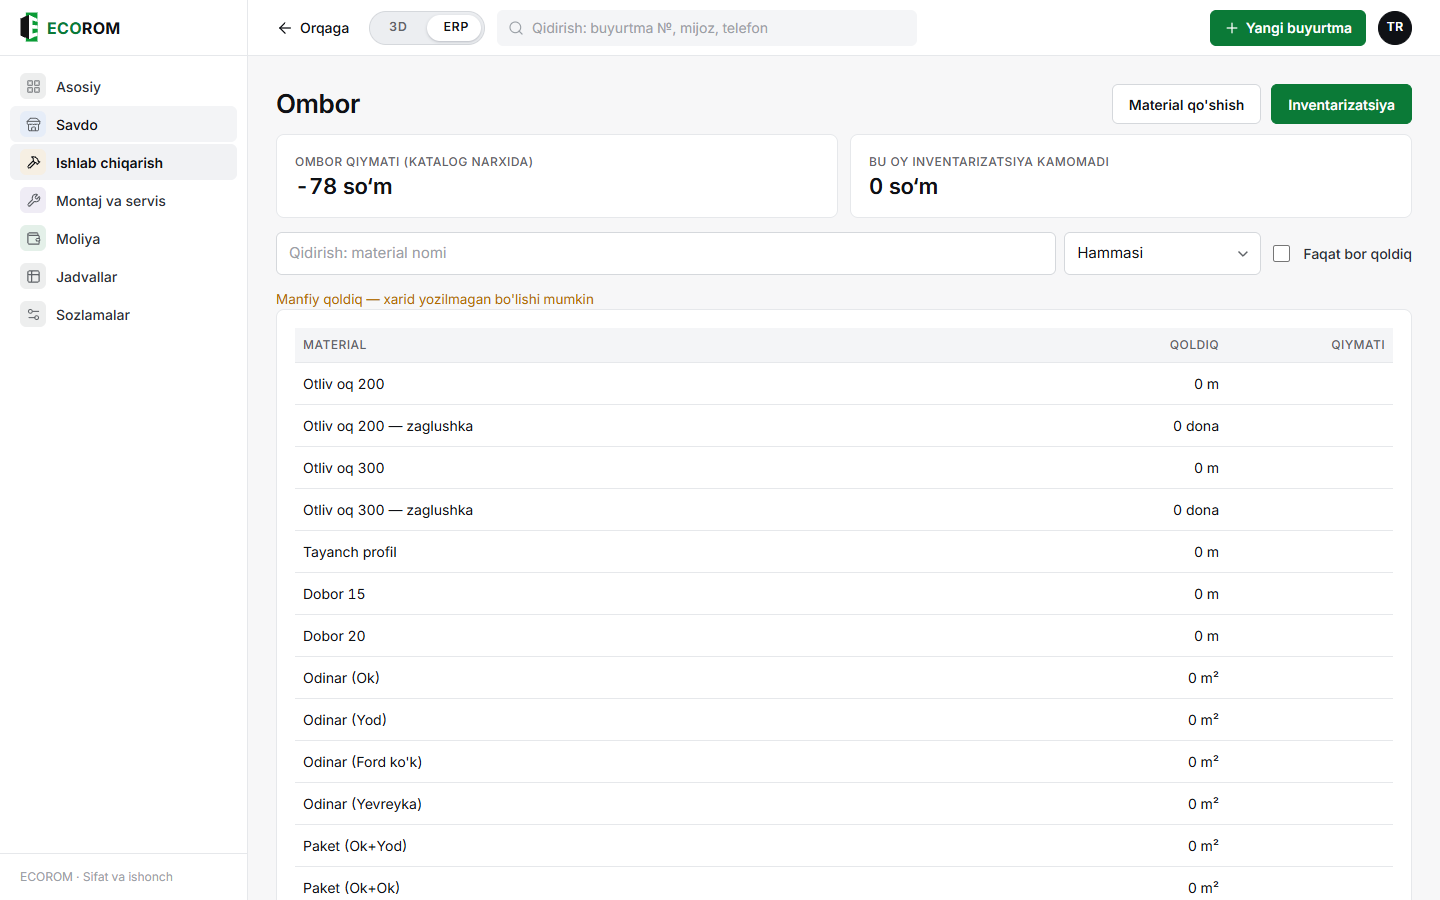 ECOROM
Orqaga
3D
ERP
Qidirish: buyurtma №, mijoz, telefon
+ Yangi buyurtma
TR
Asosiy
Savdo
Ishlab chiqarish
Montaj va servis
Moliya
Jadvallar
Sozlamalar
ECOROM · Sifat va ishonch
Ombor
Material qo'shish
Inventarizatsiya
OMBOR QIYMATI (KATALOG NARXIDA)
-78 so‘m
BU OY INVENTARIZATSIYA KAMOMADI
0 so‘m
Qidirish: material nomi
Hammasi
Faqat bor qoldiq
Manfiy qoldiq — xarid yozilmagan bo'lishi mumkin
MATERIAL QOLDIQ QIYMATI
Otliv oq 200 0 m
Otliv oq 200 — zaglushka 0 dona
Otliv oq 300 0 m
Otliv oq 300 — zaglushka 0 dona
Tayanch profil 0 m
Dobor 15 0 m
Dobor 20 0 m
Odinar (Ok) 0 m²
Odinar (Yod) 0 m²
Odinar (Ford ko'k) 0 m²
Odinar (Yevreyka) 0 m²
Paket (Ok+Yod) 0 m²
Paket (Ok+Ok) 0 m²